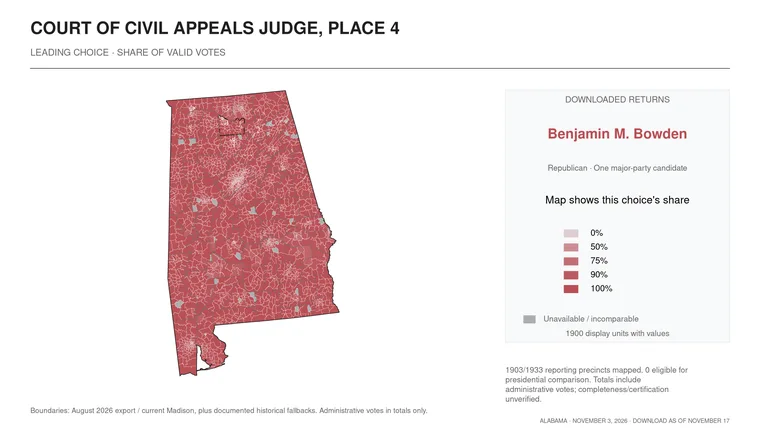 COURT OF CIVIL APPEALS JUDGE, PLACE 4
LEADING CHOICE · SHARE OF VALID VOTES
DOWNLOADED RETURNS
Benjamin M. Bowden
Republican · One major-party candidate
Map shows this choice's share
0%
50%
75%
90%
100%
Unavailable / incomparable
1900 display units with values
1903/1933 reporting precincts mapped. 0 eligible for
presidential comparison. Totals include
administrative votes; completeness/certification
unverified.
Boundaries: August 2026 export / current Madison, plus documented historical fallbacks. Administrative votes in totals only.
ALABAMA · NOVEMBER 3, 2026 · DOWNLOAD AS OF NOVEMBER 17